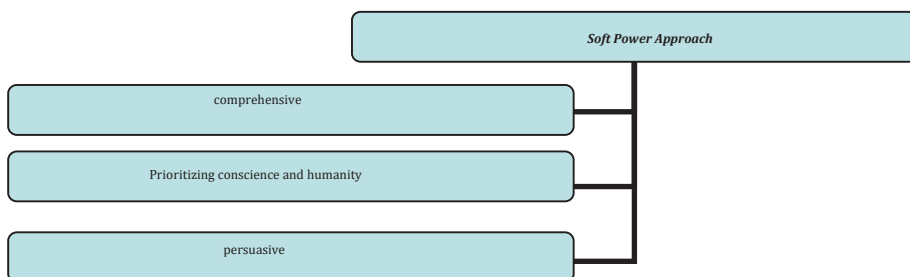 Soft Power Approach
comprehensive
Prioritizing conscience and humanity
persuasive